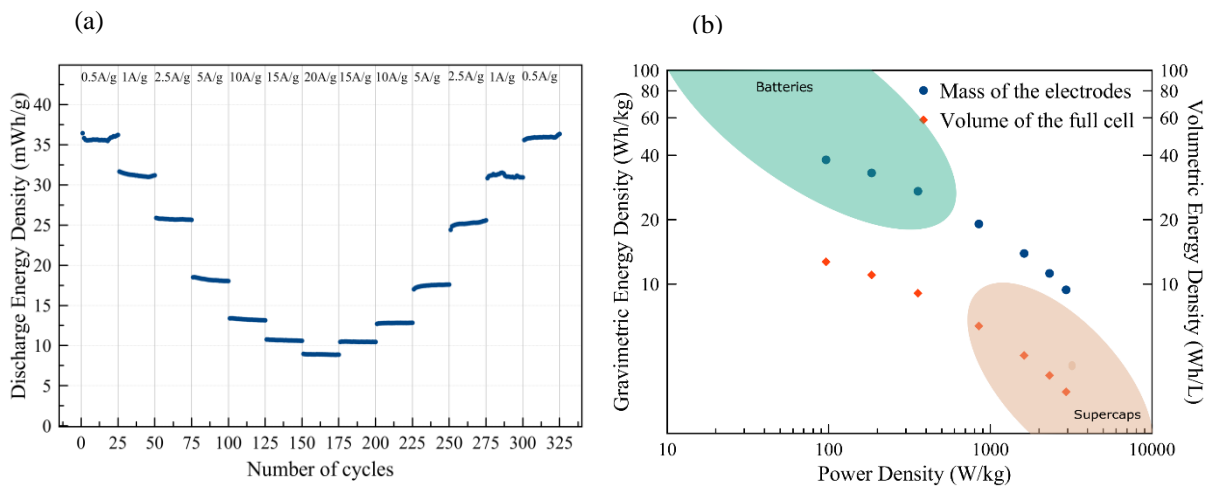 (a)
0.5A/g 1A/g 2.5A/g 5A/g 10A/g 15A/g 20A/g 15A/g 10A/g 5A/g 2.5A/g 1A/g 0.5A/g
Discharge Energy Density (mWh/g)
40
35
30
25
20
15
10
5
0
0 25 50 75 100 125 150 175 200 225 250 275 300 325
Number of cycles
(b)
Gravimetric Energy Density (Wh/kg)
100
80
60
40
20
10
Batteries
Mass of the electrodes
Volume of the full cell
Supercaps
100
80
60
40
20
10
Volumetric Energy Density (Wh/L)
10 100 1000 10000
Power Density (W/kg)